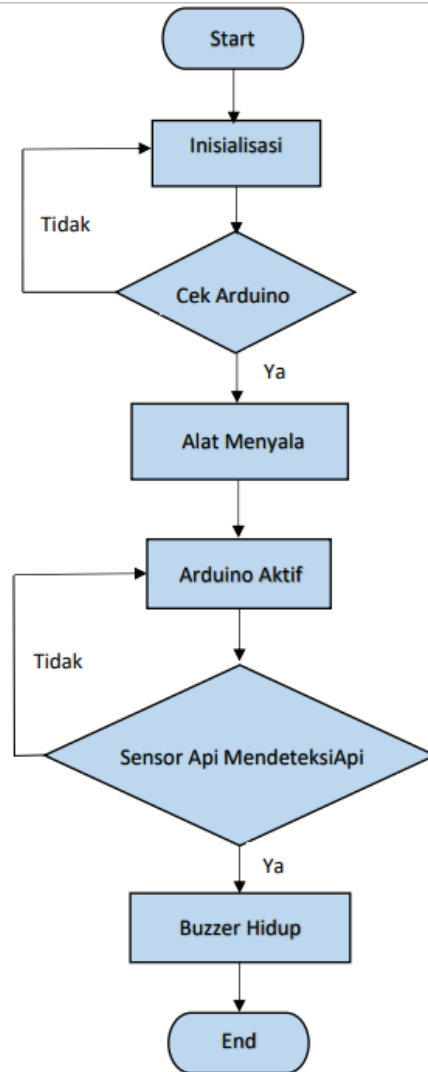 Start
Inisialisasi
Tidak
Cek Arduino
Ya
Alat Menyala
Arduino Aktif
Tidak
Sensor Api MendeteksiApi
Ya
Buzzer Hidup
End